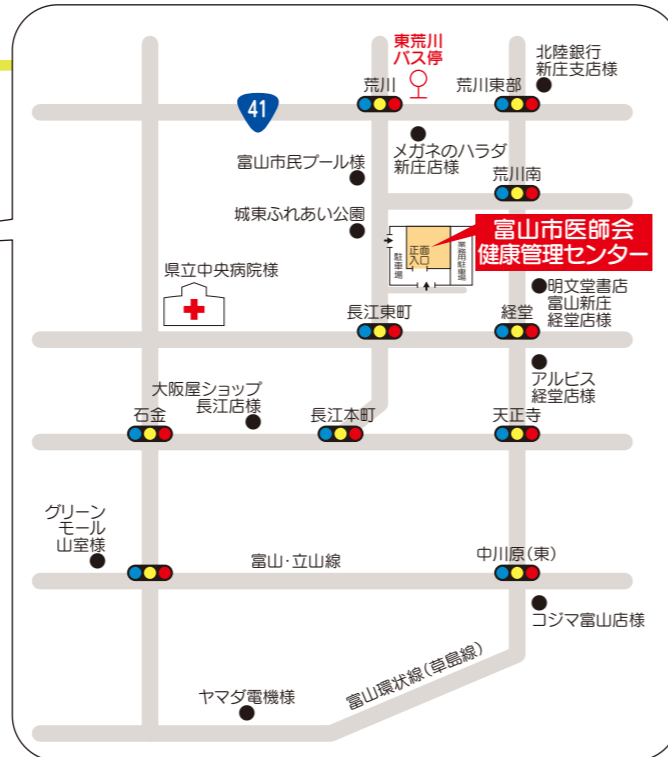 東荒川
バス停
北陸銀行
新庄支店様
荒川
荒川東部
41
メガネのハラダ
新庄店様
富山市民プール様
荒川南
城東ふれあい公園
富山市医師会
健康管理センター
正面
入口
駐車場
業務用駐車場
県立中央病院様
明文堂書店
富山新庄
経堂店様
長江東町
経堂
アルビス
経堂店様
大阪屋ショップ
長江店様
石金
長江本町
天正寺
グリーン
モール
山室様
富山・立山線
中川原(東)
コジマ富山店様
富山環状線(草島線)
ヤマダ電機様